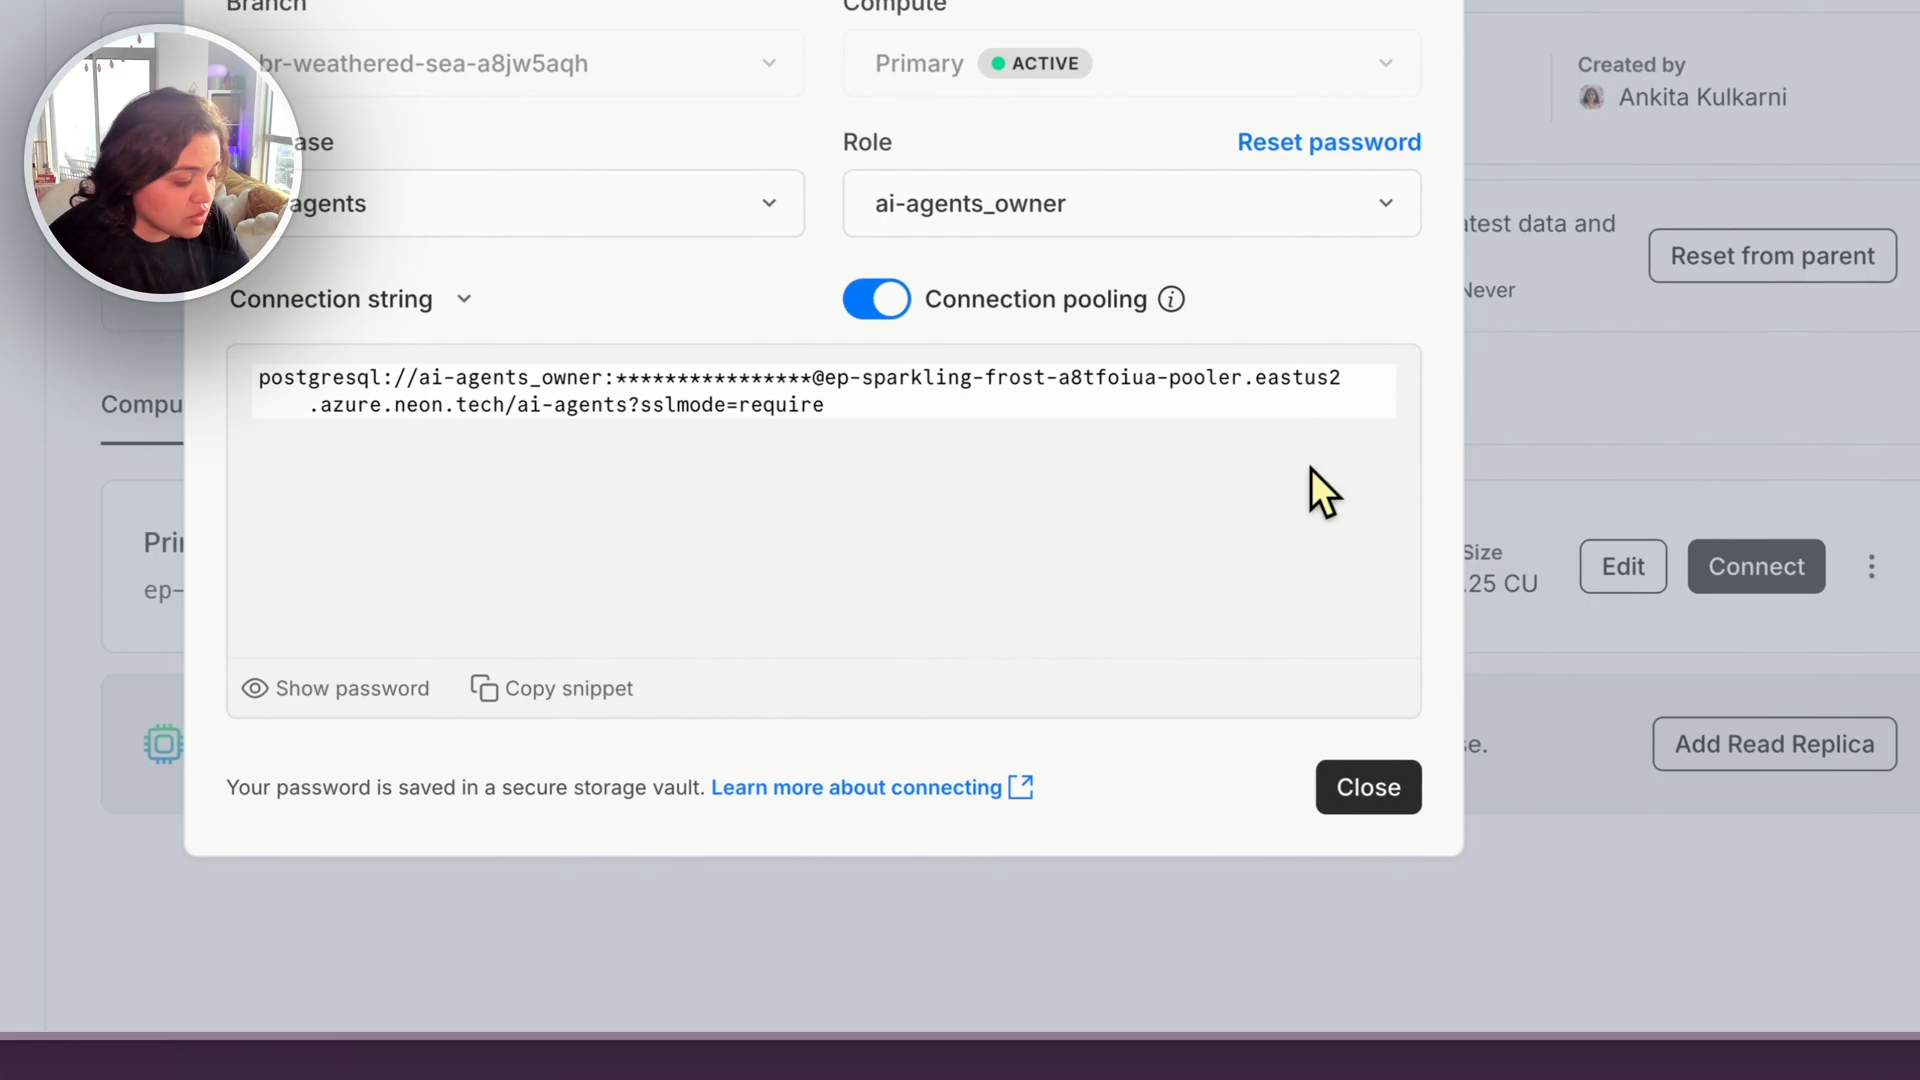 Branch
Compute
br-weathered-sea-a8jw5aqh
Primary
ACTIVE
Created by
Ankita Kulkarni
Role
Reset password
agents
ai-agents_owner
atest data and
Reset from parent
Never
Connection string
Connection pooling
postgresql://ai-agents_owner:****************@ep-sparkling-frost-a8tfoiua-pooler.eastus2
.azure.neon.tech/ai-agents?sslmode=require
Compu
Prin
ep-
Size
.25 CU
Edit
Connect
Show password
Copy snippet
Add Read Replica
Your password is saved in a secure storage vault. Learn more about connecting
Close